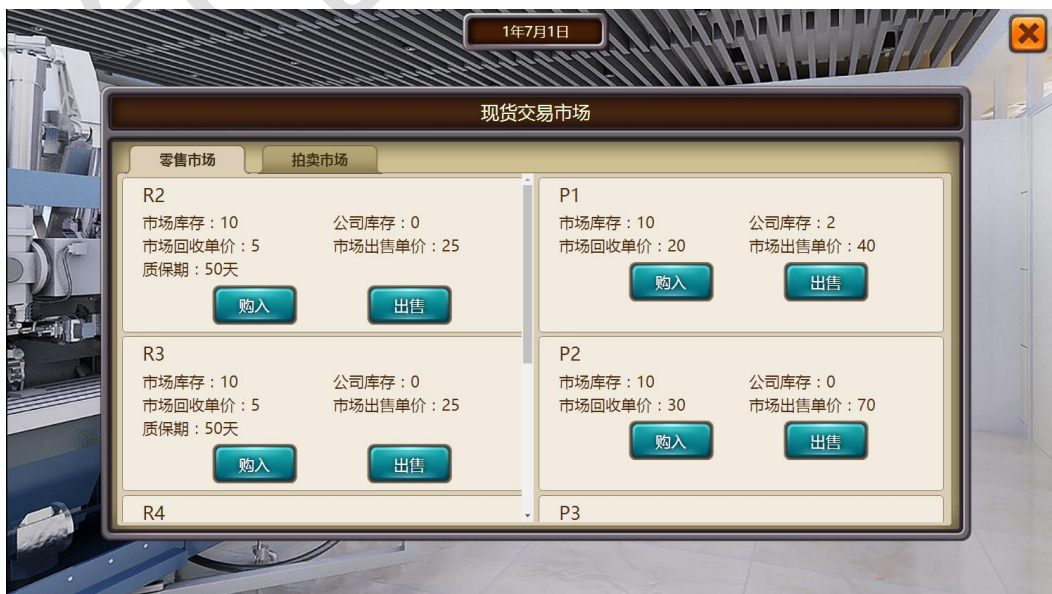 1年7月1日
现货交易市场
零售市场 拍卖市场
R2
市场库存：10 公司库存：0
市场回收单价：5 市场出售单价：25
质保期：50天
购入 出售
P1
市场库存：10 公司库存：2
市场回收单价：20 市场出售单价：40
购入 出售
R3
市场库存：10 公司库存：0
市场回收单价：5 市场出售单价：25
质保期：50天
购入 出售
P2
市场库存：10 公司库存：0
市场回收单价：30 市场出售单价：70
购入 出售
R4
P3